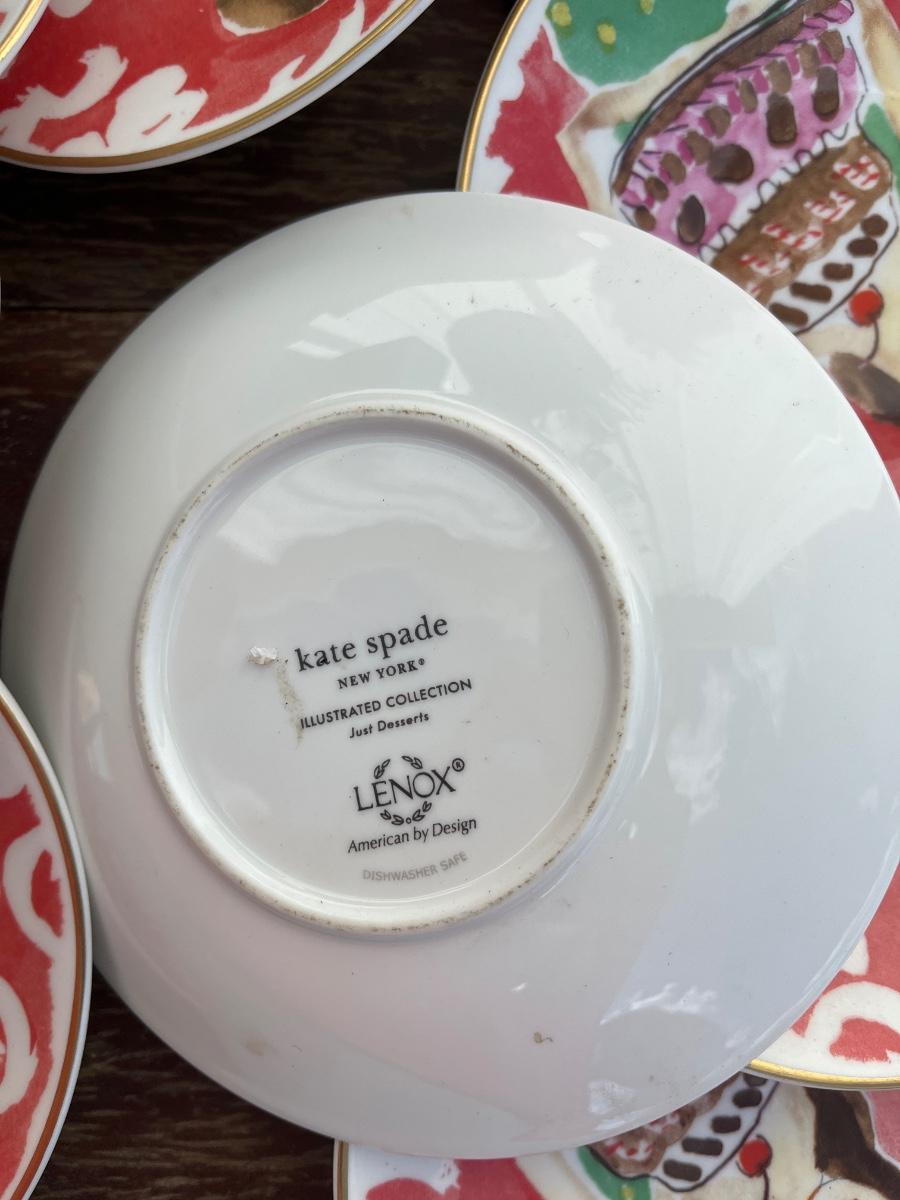 kate spade
NEW YORK®
ILLUSTRATED COLLECTION
Just Desserts
LENOX®
American by Design
DISHWASHER SAFE